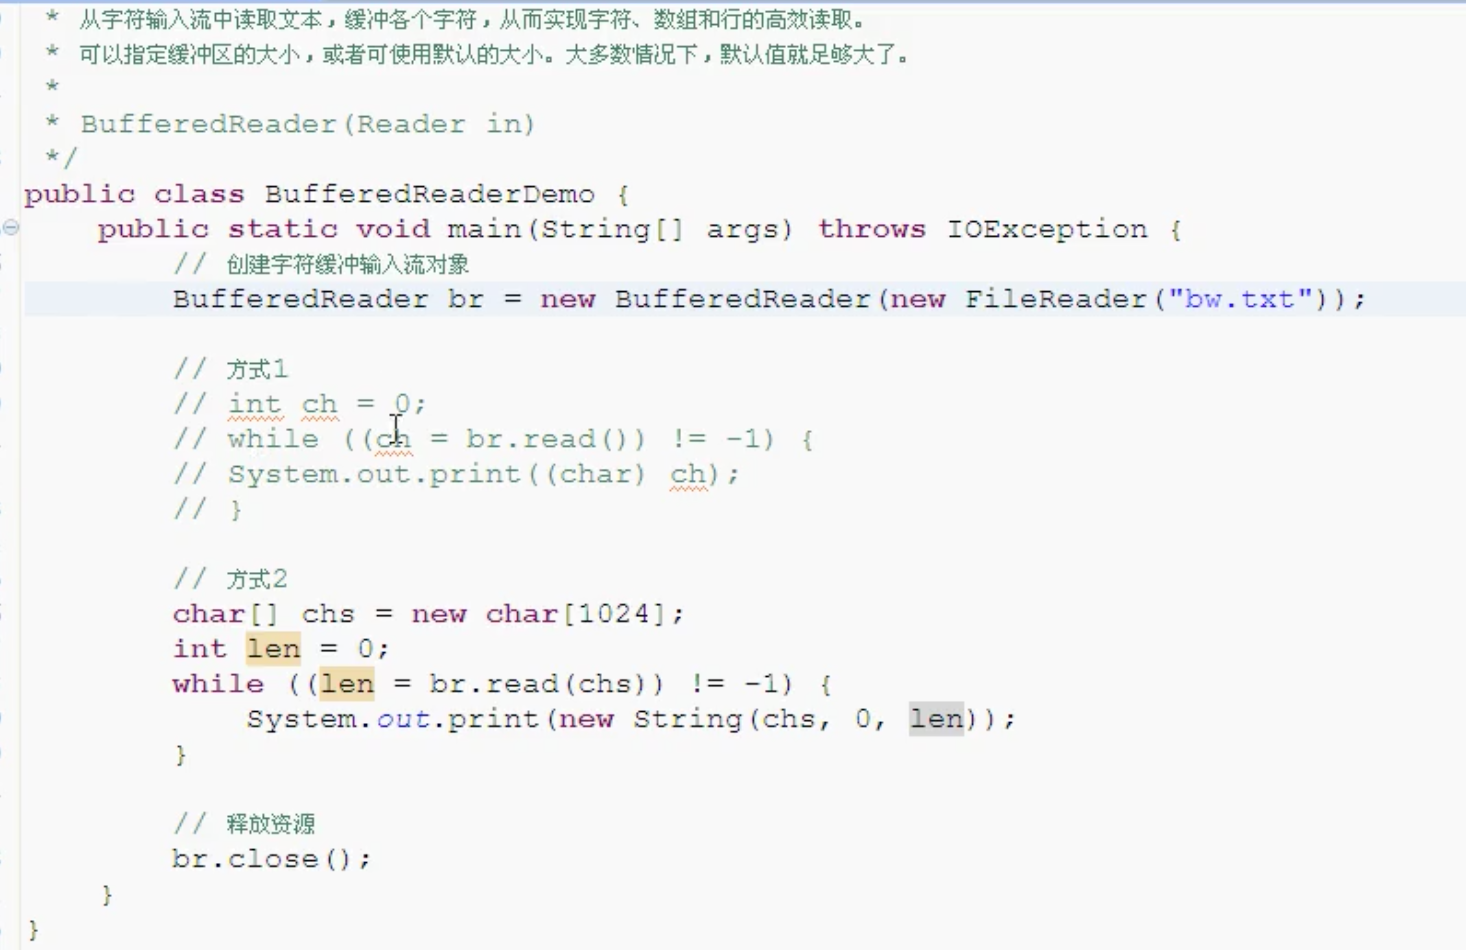 * 从字符输入流中读取文本，缓冲各个字符，从而实现字符、数组和行的高效读取。
* 可以指定缓冲区的大小，或者可使用默认的大小。大多数情况下，默认值就足够大了。
*
* BufferedReader(Reader in)
*/
public class BufferedReaderDemo {
public static void main(String[] args) throws IOException {
// 创建字符缓冲输入流对象
BufferedReader br = new BufferedReader(new FileReader("bw.txt"));
// 方式1
// int ch = 0;
// while ((ch = br.read()) != -1) {
// System.out.print((char) ch);
// }
// 方式2
char[] chs = new char[1024];
int len = 0;
while ((len = br.read(chs)) != -1) {
System.out.print(new String(chs, 0, len));
}
// 释放资源
br.close();
}
}